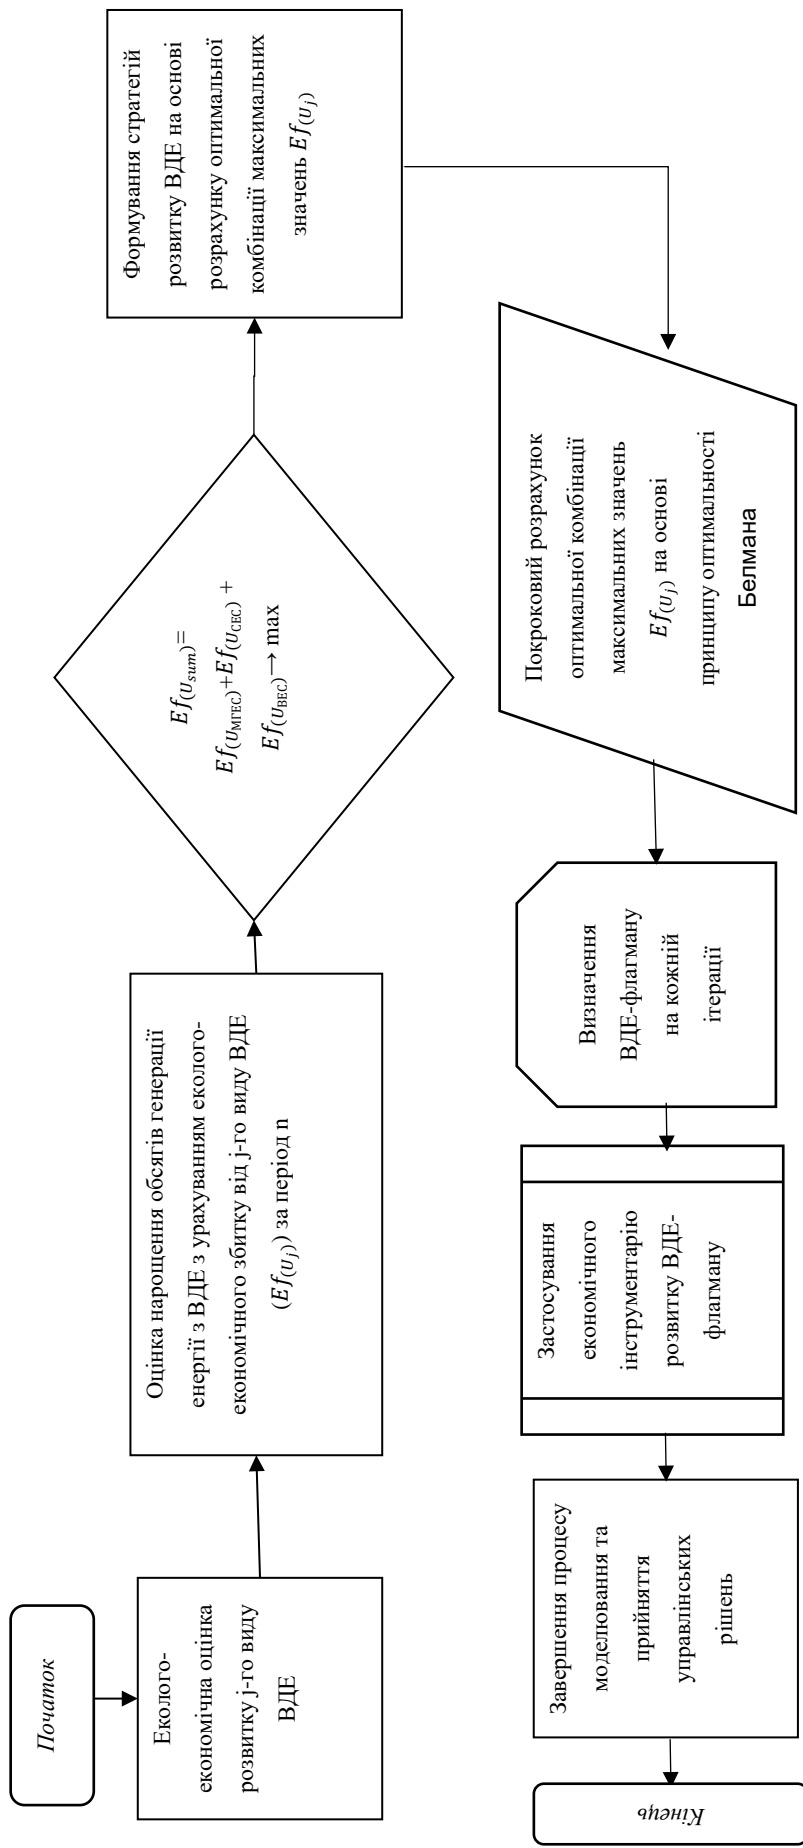 Початок
Еколого-
економічна оцінка
розвитку j-го виду
ВДЕ
Оцінка нарощення обсягів генерації
енергії з ВДЕ з урахуванням еколого-
економічного збитку від j-го виду ВДЕ
(Ef(Uj)) за період n
Ef(Usum)=
Ef(UМГЕС)+Ef(UСЕС) +
Ef(UВЕС)⟶ max
Формування стратегій
розвитку ВДЕ на основі
розрахунку оптимальної
комбінації максимальних
значень Ef(Uj)
Покроковий розрахунок
оптимальної комбінації
максимальних значень
Ef(Uj) на основі
принципу оптимальності
Белмана
Визначення
ВДЕ-флагману
на кожній
ітерації
Застосування
економічного
інструментарію
розвитку ВДЕ-
флагману
Завершення процесу
моделювання та
прийняття
управлінських
рішень
Кінець